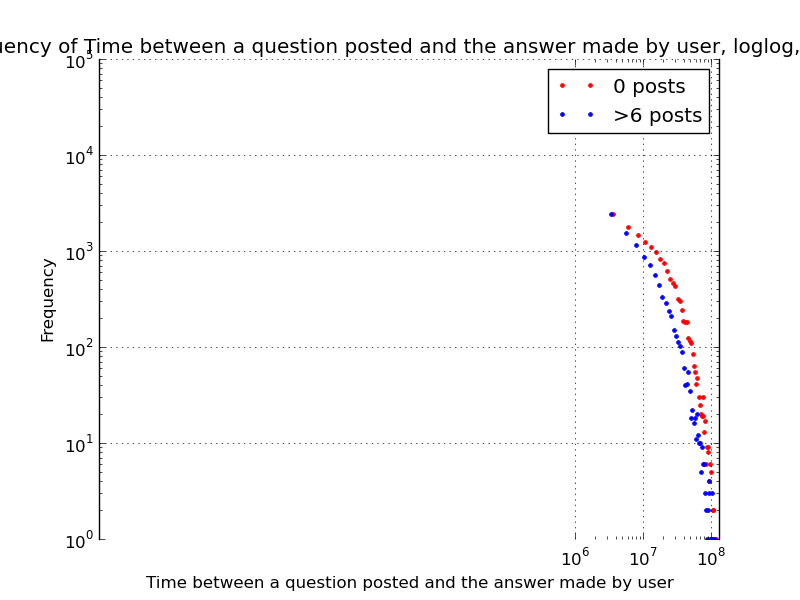 of Time between a question posted and the answer made by user, loglog,
0 posts
>6 posts
10^5
10^4
10^3
10^2
10^1
10^0
Frequency
10^6 10^7 10^8
Time between a question posted and the answer made by user